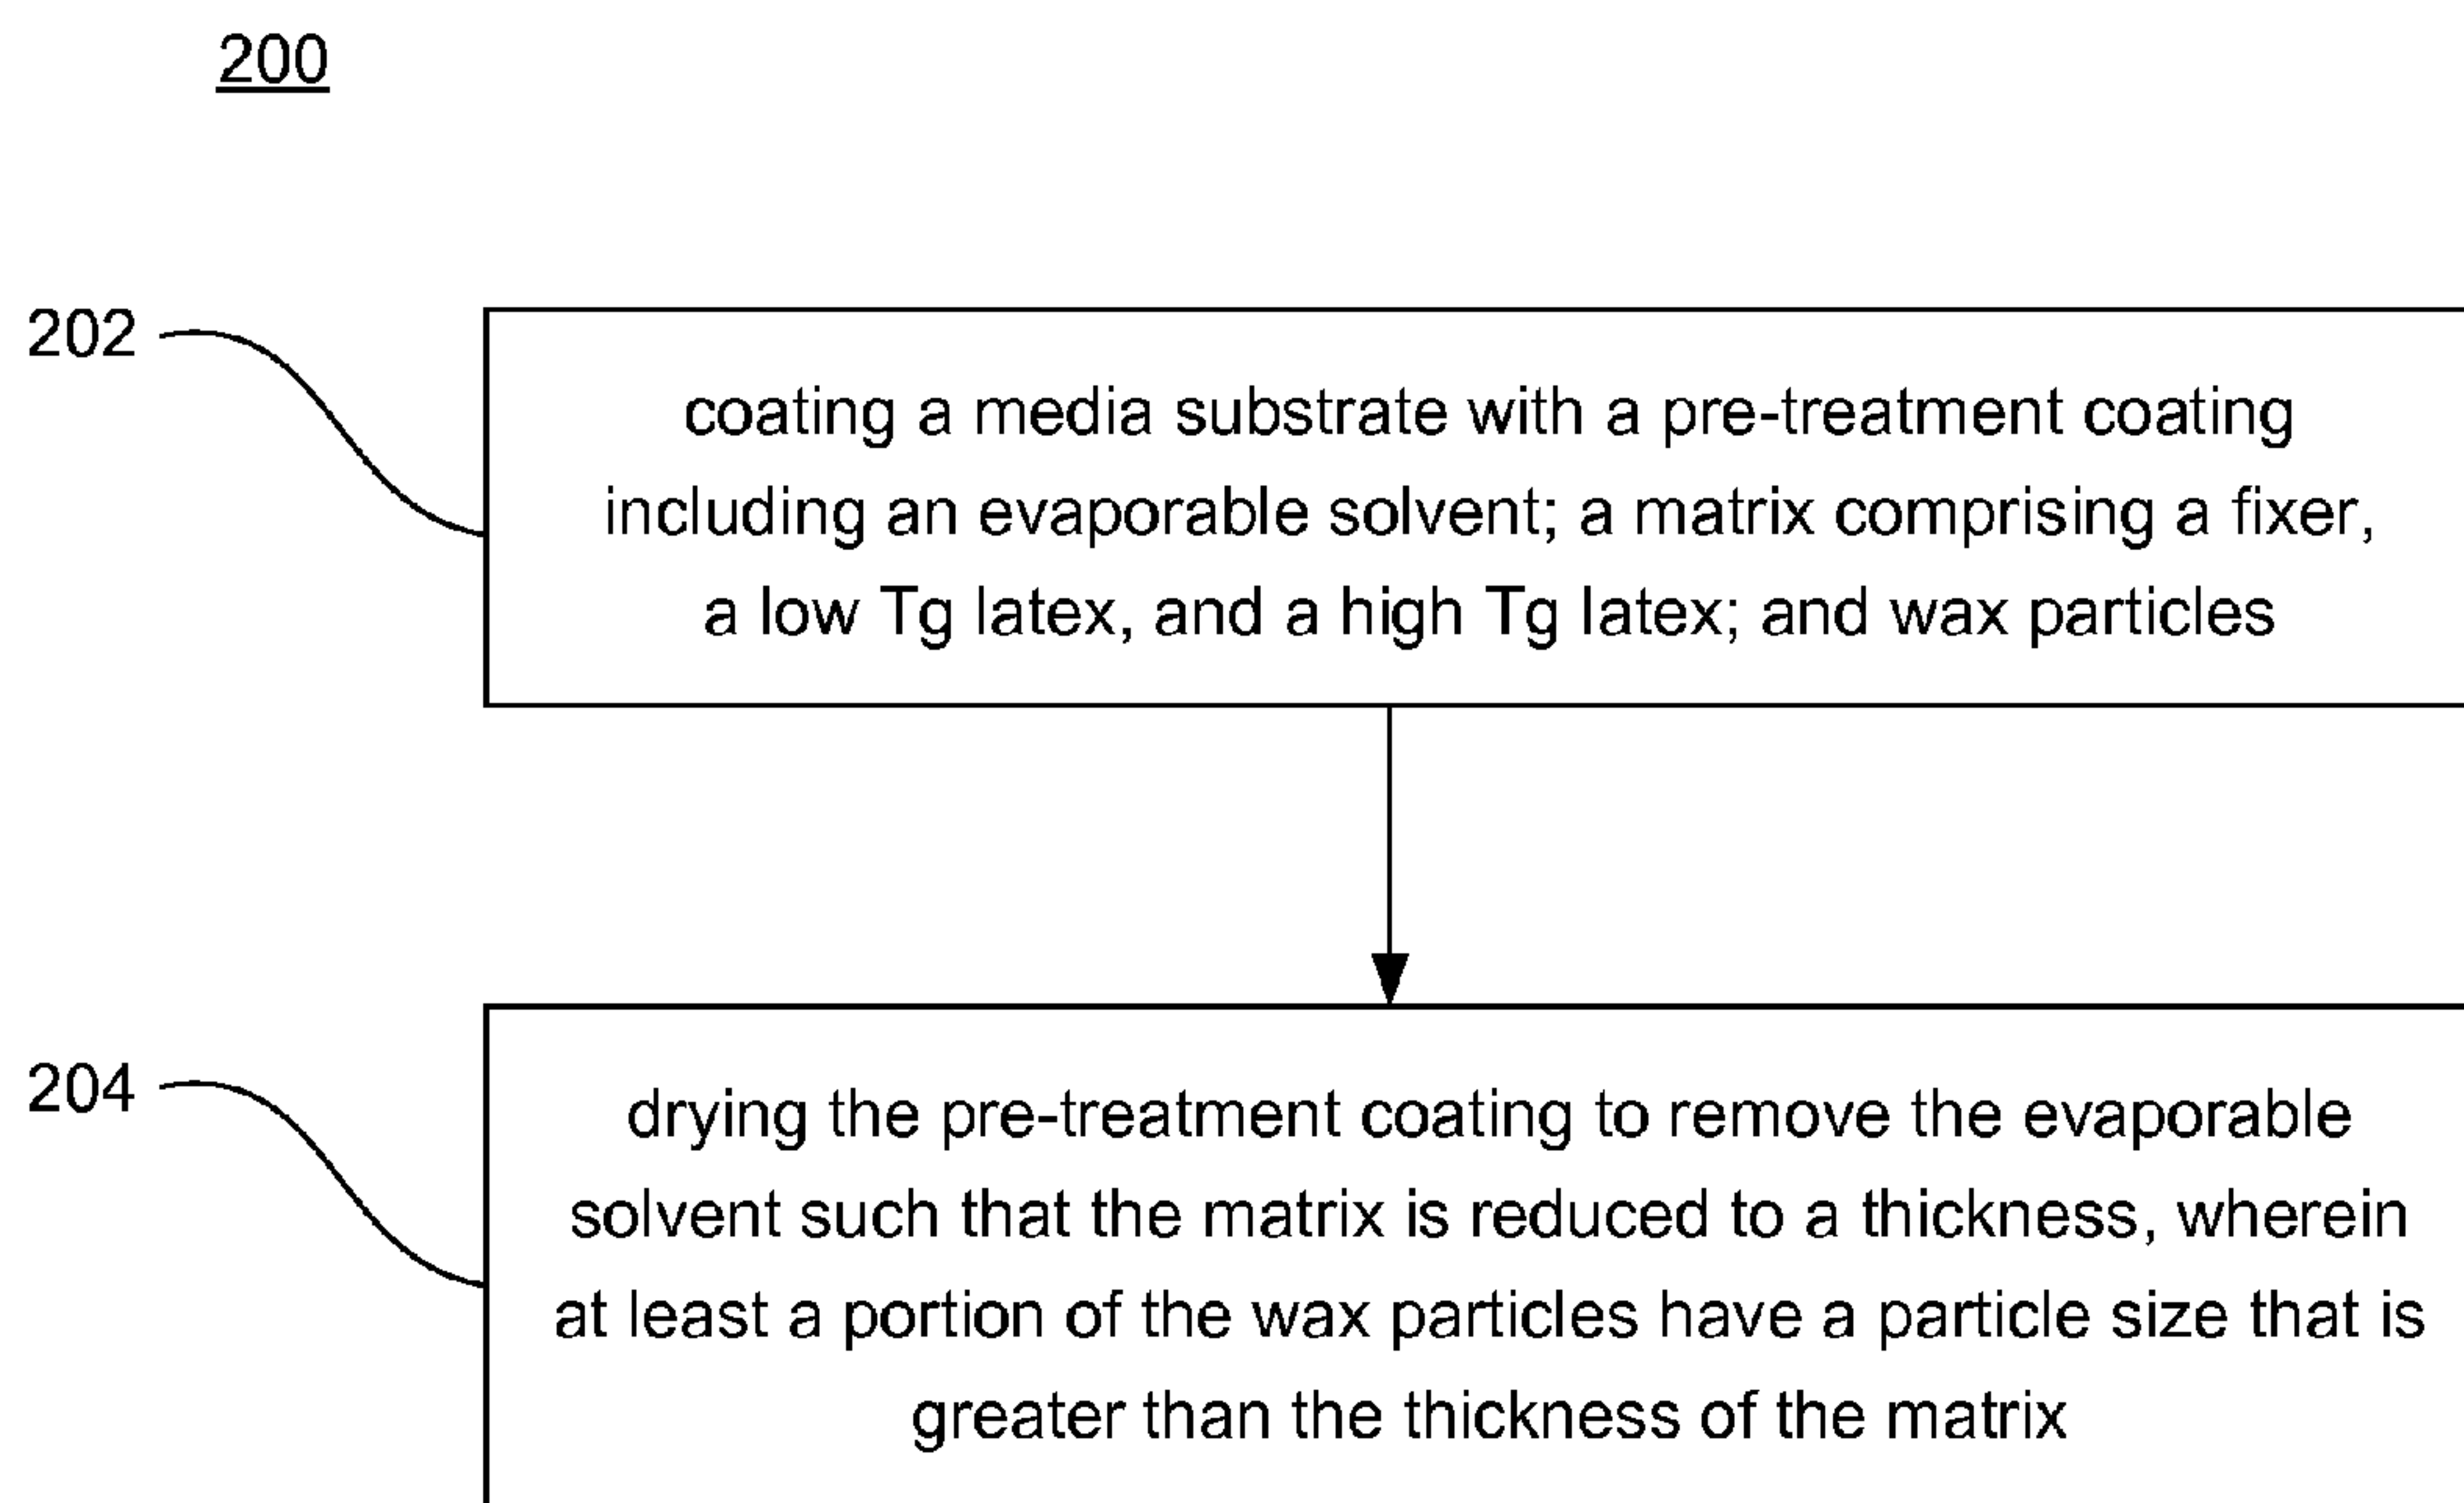 200
202
coating a media substrate with a pre-treatment coating
including an evaporable solvent; a matrix comprising a fixer,
a low Tg latex, and a high Tg latex; and wax particles
204
drying the pre-treatment coating to remove the evaporable
solvent such that the matrix is reduced to a thickness, wherein
at least a portion of the wax particles have a particle size that is
greater than the thickness of the matrix